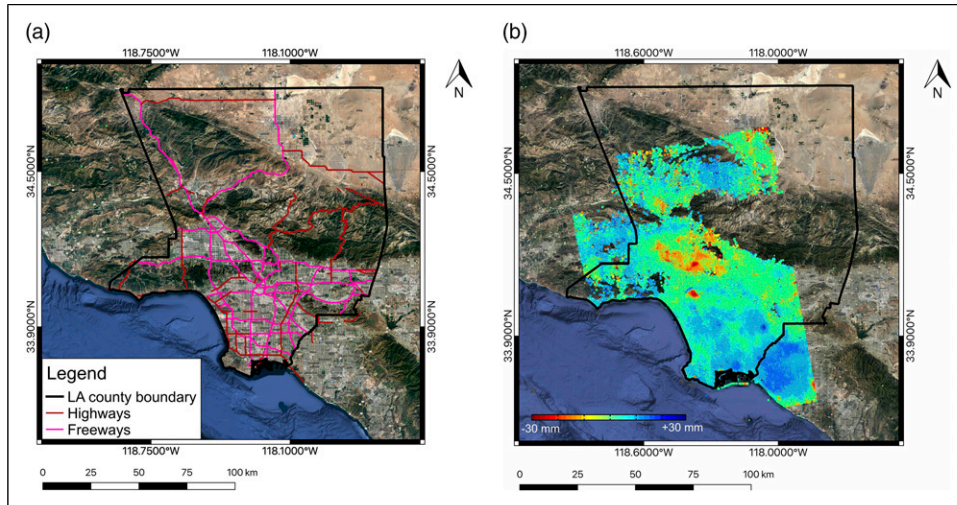 (a)
118.7500°W 118.1000°W
N
34.5000°N 34.5000°N
33.9000°N 33.9000°N
Legend
LA county boundary
Highways
Freeways
118.7500°W 118.1000°W
0 25 50 75 100 km
(b)
118.6000°W 118.0000°W
N
34.5000°N 34.5000°N
33.9000°N 33.9000°N
-30 mm +30 mm
118.6000°W 118.0000°W
0 25 50 75 100 km